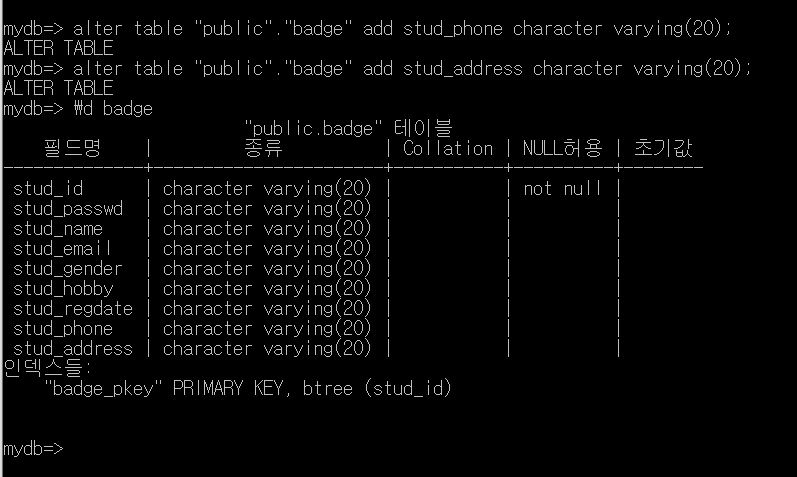 mydb=> alter table "public"."badge" add stud_phone character varying(20);
ALTER TABLE
mydb=> alter table "public"."badge" add stud_address character varying(20);
ALTER TABLE
mydb=> ₩d badge
"public.badge" 테이블
필드명 | 종류 | Collation | NULL허용 | 초기값
--------------+-----------------------+-----------+----------+--------
stud_id | character varying(20) | | not null |
stud_passwd | character varying(20) | | |
stud_name | character varying(20) | | |
stud_email | character varying(20) | | |
stud_gender | character varying(20) | | |
stud_hobby | character varying(20) | | |
stud_regdate | character varying(20) | | |
stud_phone | character varying(20) | | |
stud_address | character varying(20) | | |
인덱스들:
"badge_pkey" PRIMARY KEY, btree (stud_id)
mydb=>